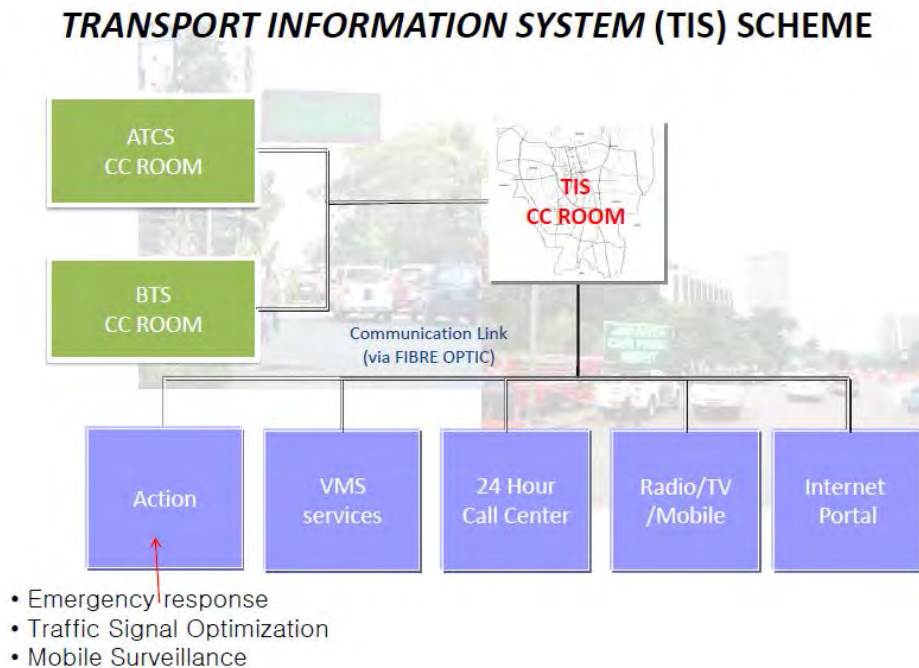 TRANSPORT INFORMATION SYSTEM (TIS) SCHEME
ATCS
CC ROOM
TIS
CC ROOM
BTS
CC ROOM
Communication Link
(via FIBRE OPTIC)
Action
VMS
services
24 Hour
Call Center
Radio/TV
/Mobile
Internet
Portal
• Emergency response
• Traffic Signal Optimization
• Mobile Surveillance